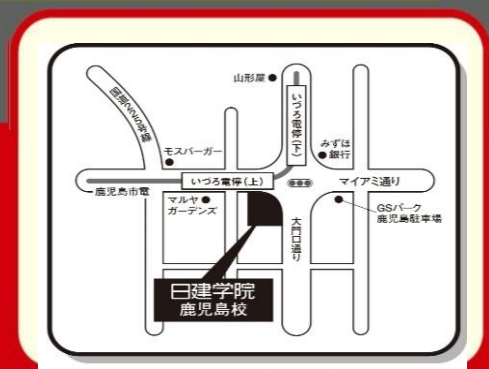 山形屋
国道225号線
いづろ電停(下)
モスバーガー
みずほ
銀行
いづろ電停(上)
マイアミ通り
鹿児島市電
マルヤ
ガーデンズ
GSパーク
鹿児島駐車場
大門口通り
日建学院
鹿児島校